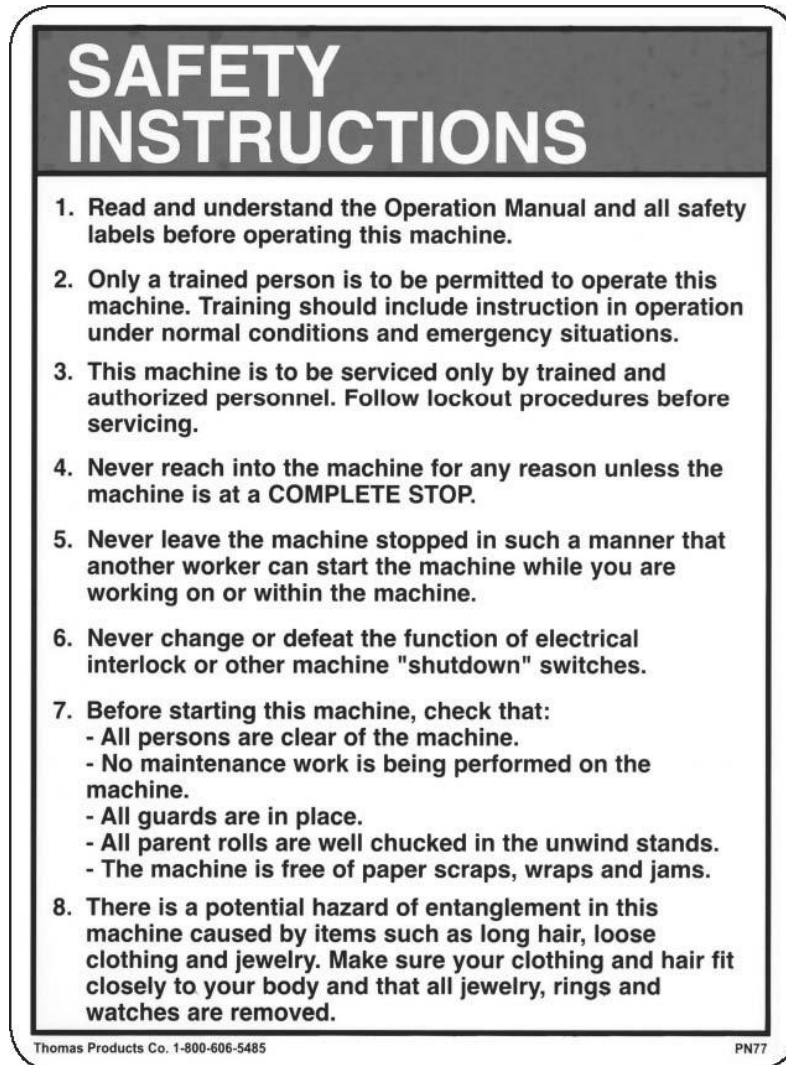 SAFETY
INSTRUCTIONS
1. Read and understand the Operation Manual and all safety
labels before operating this machine.
2. Only a trained person is to be permitted to operate this
machine. Training should include instruction in operation
under normal conditions and emergency situations.
3. This machine is to be serviced only by trained and
authorized personnel. Follow lockout procedures before
servicing.
4. Never reach into the machine for any reason unless the
machine is at a COMPLETE STOP.
5. Never leave the machine stopped in such a manner that
another worker can start the machine while you are
working on or within the machine.
6. Never change or defeat the function of electrical
interlock or other machine "shutdown" switches.
7. Before starting this machine, check that:
- All persons are clear of the machine.
- No maintenance work is being performed on the
machine.
- All guards are in place.
- All parent rolls are well chucked in the unwind stands.
- The machine is free of paper scraps, wraps and jams.
8. There is a potential hazard of entanglement in this
machine caused by items such as long hair, loose
clothing and jewelry. Make sure your clothing and hair fit
closely to your body and that all jewelry, rings and
watches are removed.
Thomas Products Co. 1-800-606-5485 PN77